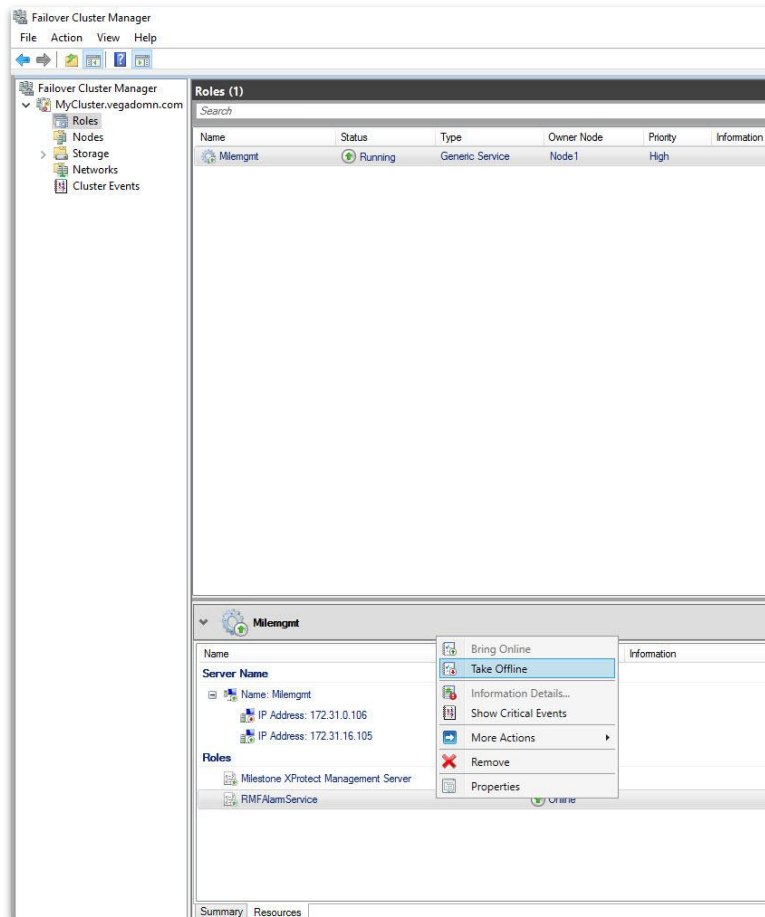 Failover Cluster Manager
File Action View Help
Failover Cluster Manager
MyCluster.vegadomn.com
Roles
Nodes
Storage
Networks
Cluster Events
Roles (1)
Search
Name Status Type Owner Node Priority Information
Milemgmt Running Generic Service Node1 High
Milemgmt
Name Information
Server Name
Name: Milemgmt
IP Address: 172.31.0.106
IP Address: 172.31.16.105
Roles
Milestone XProtect Management Server
RMFAlarmService Online
Bring Online
Take Offline
Information Details...
Show Critical Events
More Actions
Remove
Properties
Summary Resources